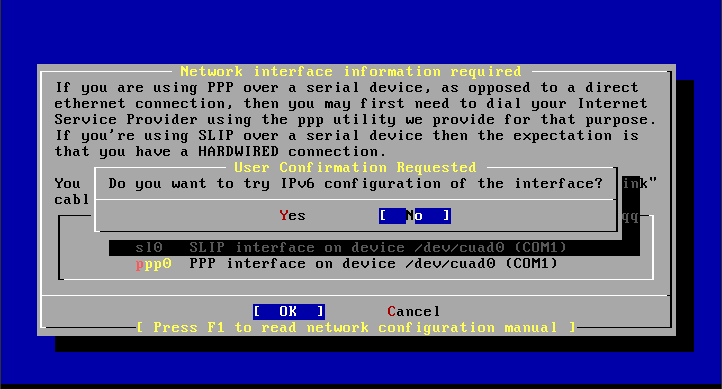 Network interface information required
If you are using PPP over a serial device, as opposed to a direct
ethernet connection, then you may first need to dial your Internet
Service Provider using the ppp utility we provide for that purpose.
If you're using SLIP over a serial device then the expectation is
that you have a HARDWIRED connection.
User Confirmation Requested
You
Do you want to try IPv6 configuration of the interface?
ink"
cabl
Yes [ No ]
qq
sl0 SLIP interface on device /dev/cuad0 (COM1)
ppp0 PPP interface on device /dev/cuad0 (COM1)
[ OK ] Cancel
[ Press F1 to read network configuration manual ]